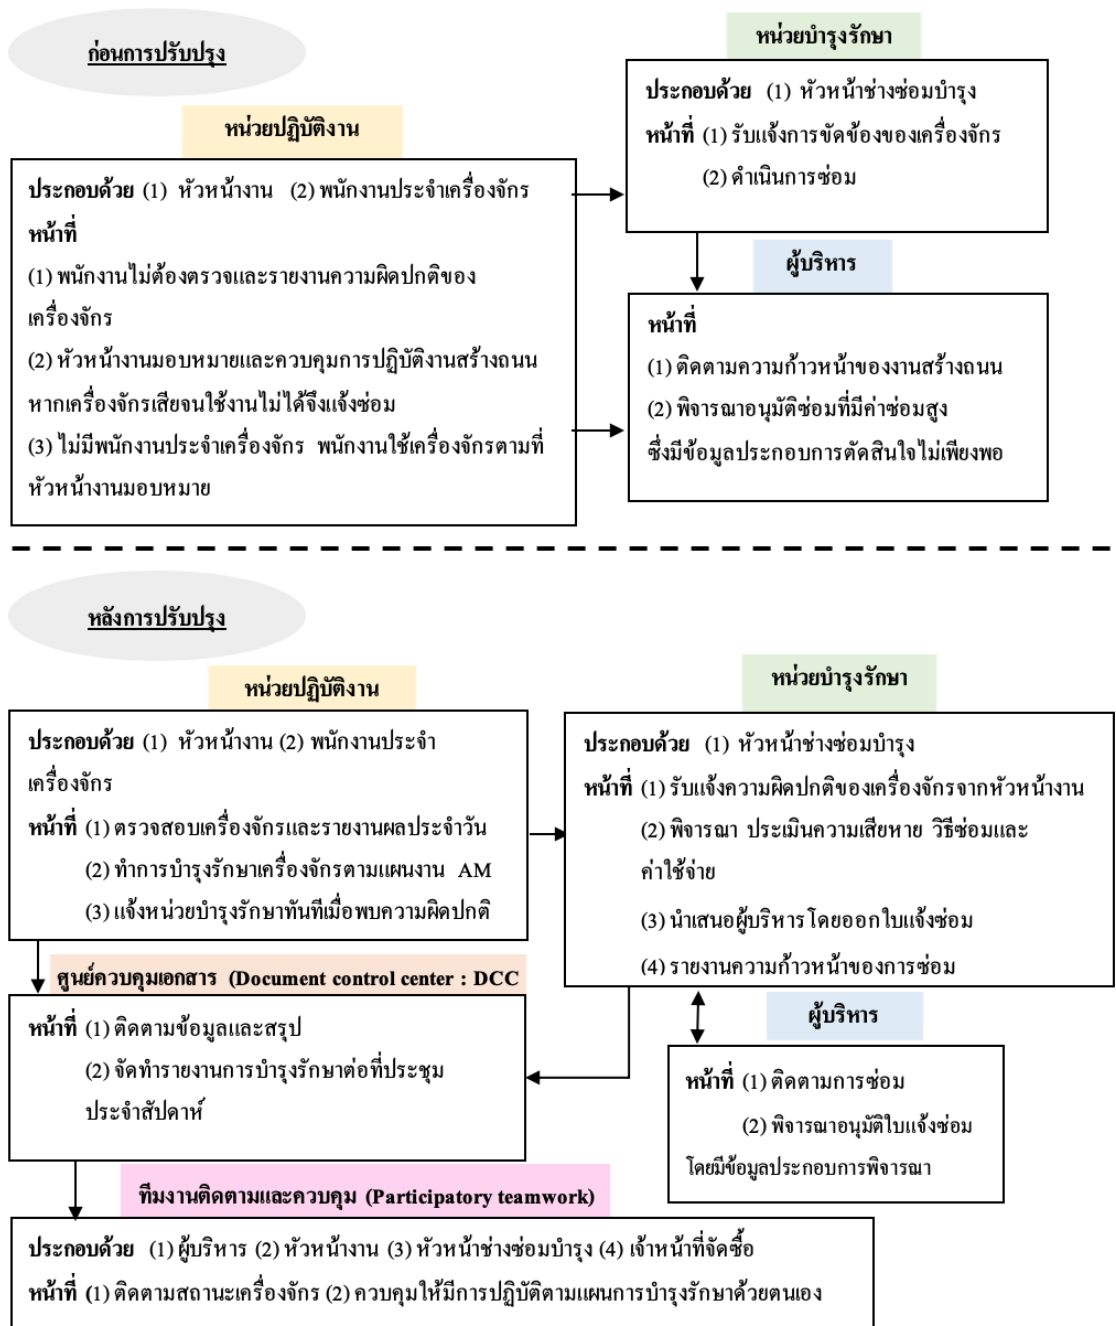 ก่อนการปรับปรุง
หน่วยปฏิบัติงาน
ประกอบด้วย (1) หัวหน้างาน (2) พนักงานประจำเครื่องจักร
หน้าที่
(1) พนักงานไม่ต้องตรวจและรายงานความผิดปกติของ
เครื่องจักร
(2) หัวหน้างานมอบหมายและควบคุมการปฏิบัติงานสร้างถนน
หากเครื่องจักรเสียจนใช้งานไม่ได้จึงแจ้งซ่อม
(3) ไม่มีพนักงานประจำเครื่องจักร พนักงานใช้เครื่องจักรตามที่
หัวหน้างานมอบหมาย
หน่วยบำรุงรักษา
ประกอบด้วย (1) หัวหน้าช่างซ่อมบำรุง
หน้าที่ (1) รับแจ้งการขัดข้องของเครื่องจักร
(2) ดำเนินการซ่อม
ผู้บริหาร
หน้าที่
(1) ติดตามความก้าวหน้าของงานสร้างถนน
(2) พิจารณาอนุมัติซ่อมที่มีค่าซ่อมสูง
ซึ่งมีข้อมูลประกอบการตัดสินใจไม่เพียงพอ
หลังการปรับปรุง
หน่วยปฏิบัติงาน
ประกอบด้วย (1) หัวหน้างาน (2) พนักงานประจำ
เครื่องจักร
หน้าที่ (1) ตรวจสอบเครื่องจักรและรายงานผลประจำวัน
(2) ทำการบำรุงรักษาเครื่องจักรตามแผนงาน AM
(3) แจ้งหน่วยบำรุงรักษาทันทีเมื่อพบความผิดปกติ
หน่วยบำรุงรักษา
ประกอบด้วย (1) หัวหน้าช่างซ่อมบำรุง
หน้าที่ (1) รับแจ้งความผิดปกติของเครื่องจักรจากหัวหน้างาน
(2) พิจารณา ประเมินความเสียหาย วิธีซ่อมและ
ค่าใช้จ่าย
(3) นำเสนอผู้บริหารโดยออกใบแจ้งซ่อม
(4) รายงานความก้าวหน้าของการซ่อม
ศูนย์ควบคุมเอกสาร (Document control center : DCC
หน้าที่ (1) ติดตามข้อมูลและสรุป
(2) จัดทำรายงานการบำรุงรักษาต่อที่ประชุม
ประจำสัปดาห์
ผู้บริหาร
หน้าที่ (1) ติดตามการซ่อม
(2) พิจารณาอนุมัติใบแจ้งซ่อม
โดยมีข้อมูลประกอบการพิจารณา
ทีมงานติดตามและควบคุม (Participatory teamwork)
ประกอบด้วย (1) ผู้บริหาร (2) หัวหน้างาน (3) หัวหน้าช่างซ่อมบำรุง (4) เจ้าหน้าที่จัดซื้อ
หน้าที่ (1) ติดตามสถานะเครื่องจักร (2) ควบคุมให้มีการปฏิบัติตามแผนการบำรุงรักษาด้วยตนเอง